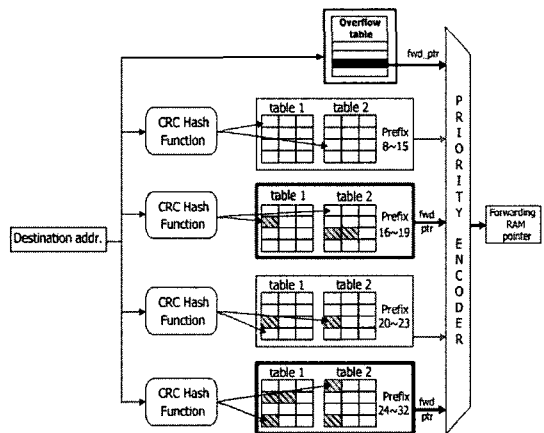 Overflow
table
fwd_ptr
CRC Hash
Function
table 1
table 2
Prefix
8~15
CRC Hash
Function
table 1
table 2
Prefix
16~19
fwd
ptr
Destination addr.
CRC Hash
Function
table 1
table 2
Prefix
20~23
CRC Hash
Function
table 1
table 2
Prefix
24~32
fwd
ptr
PRIORITY ENCODER
Forwarding
RAM
pointer